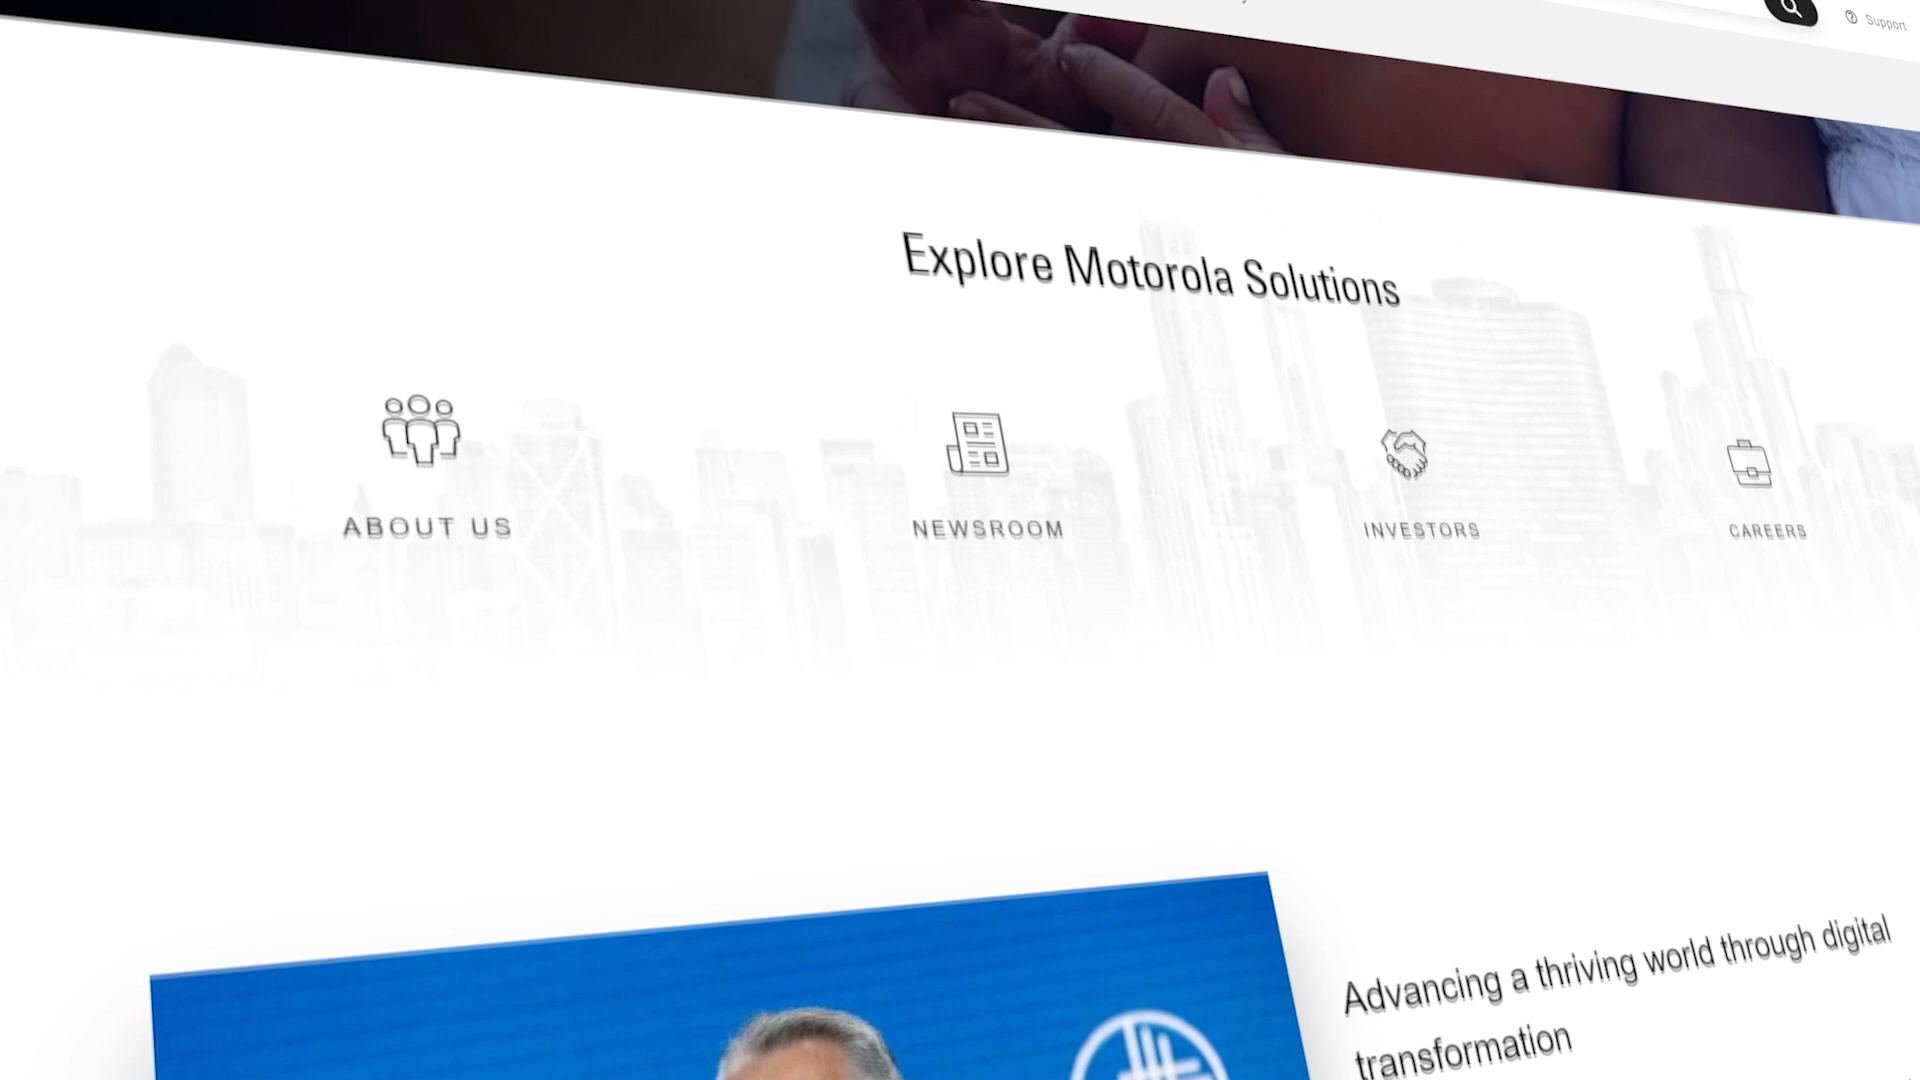 Support
Explore Motorola Solutions
ABOUT US
NEWSROOM
INVESTORS
CAREERS
Advancing a thriving world through digital
transformation